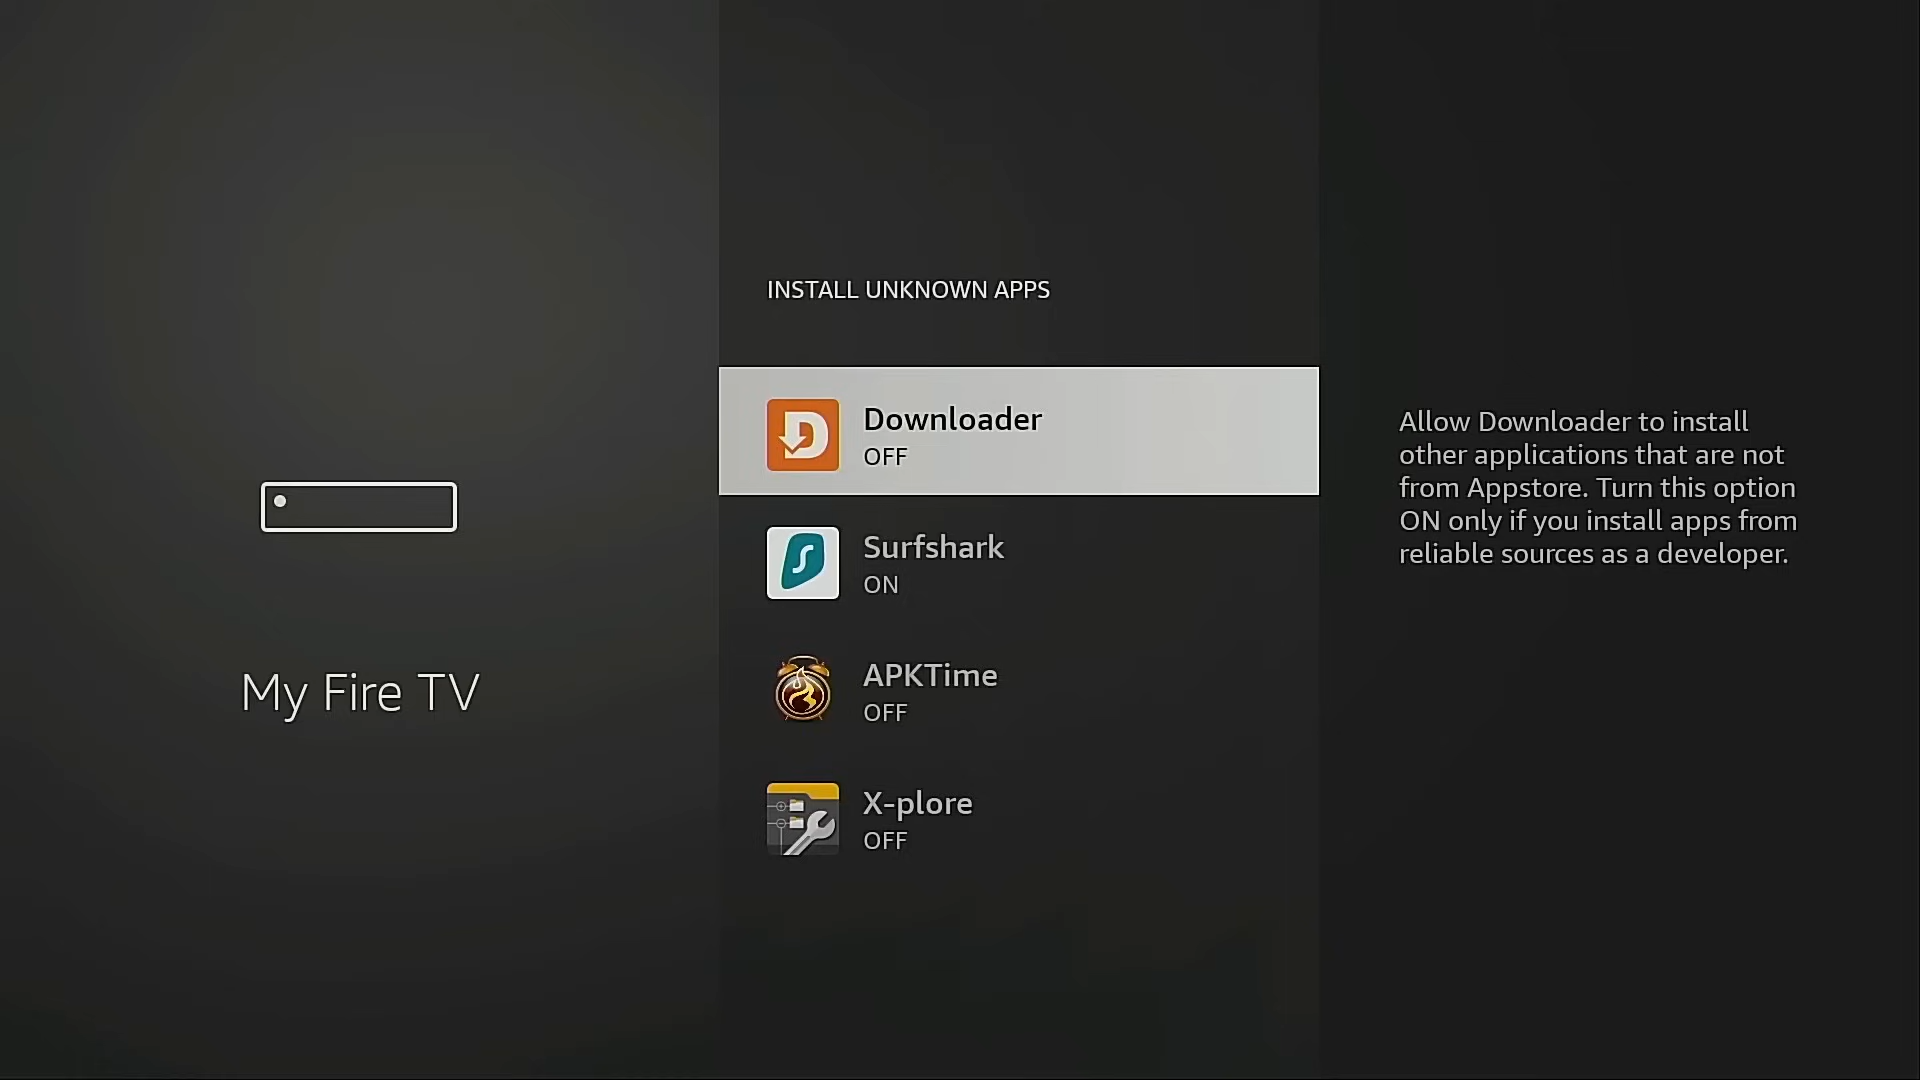 INSTALL UNKNOWN APPS
Downloader
OFF
Surfshark
ON
APKTime
OFF
X-plore
OFF
My Fire TV
Allow Downloader to install
other applications that are not
from Appstore. Turn this option
ON only if you install apps from
reliable sources as a developer.